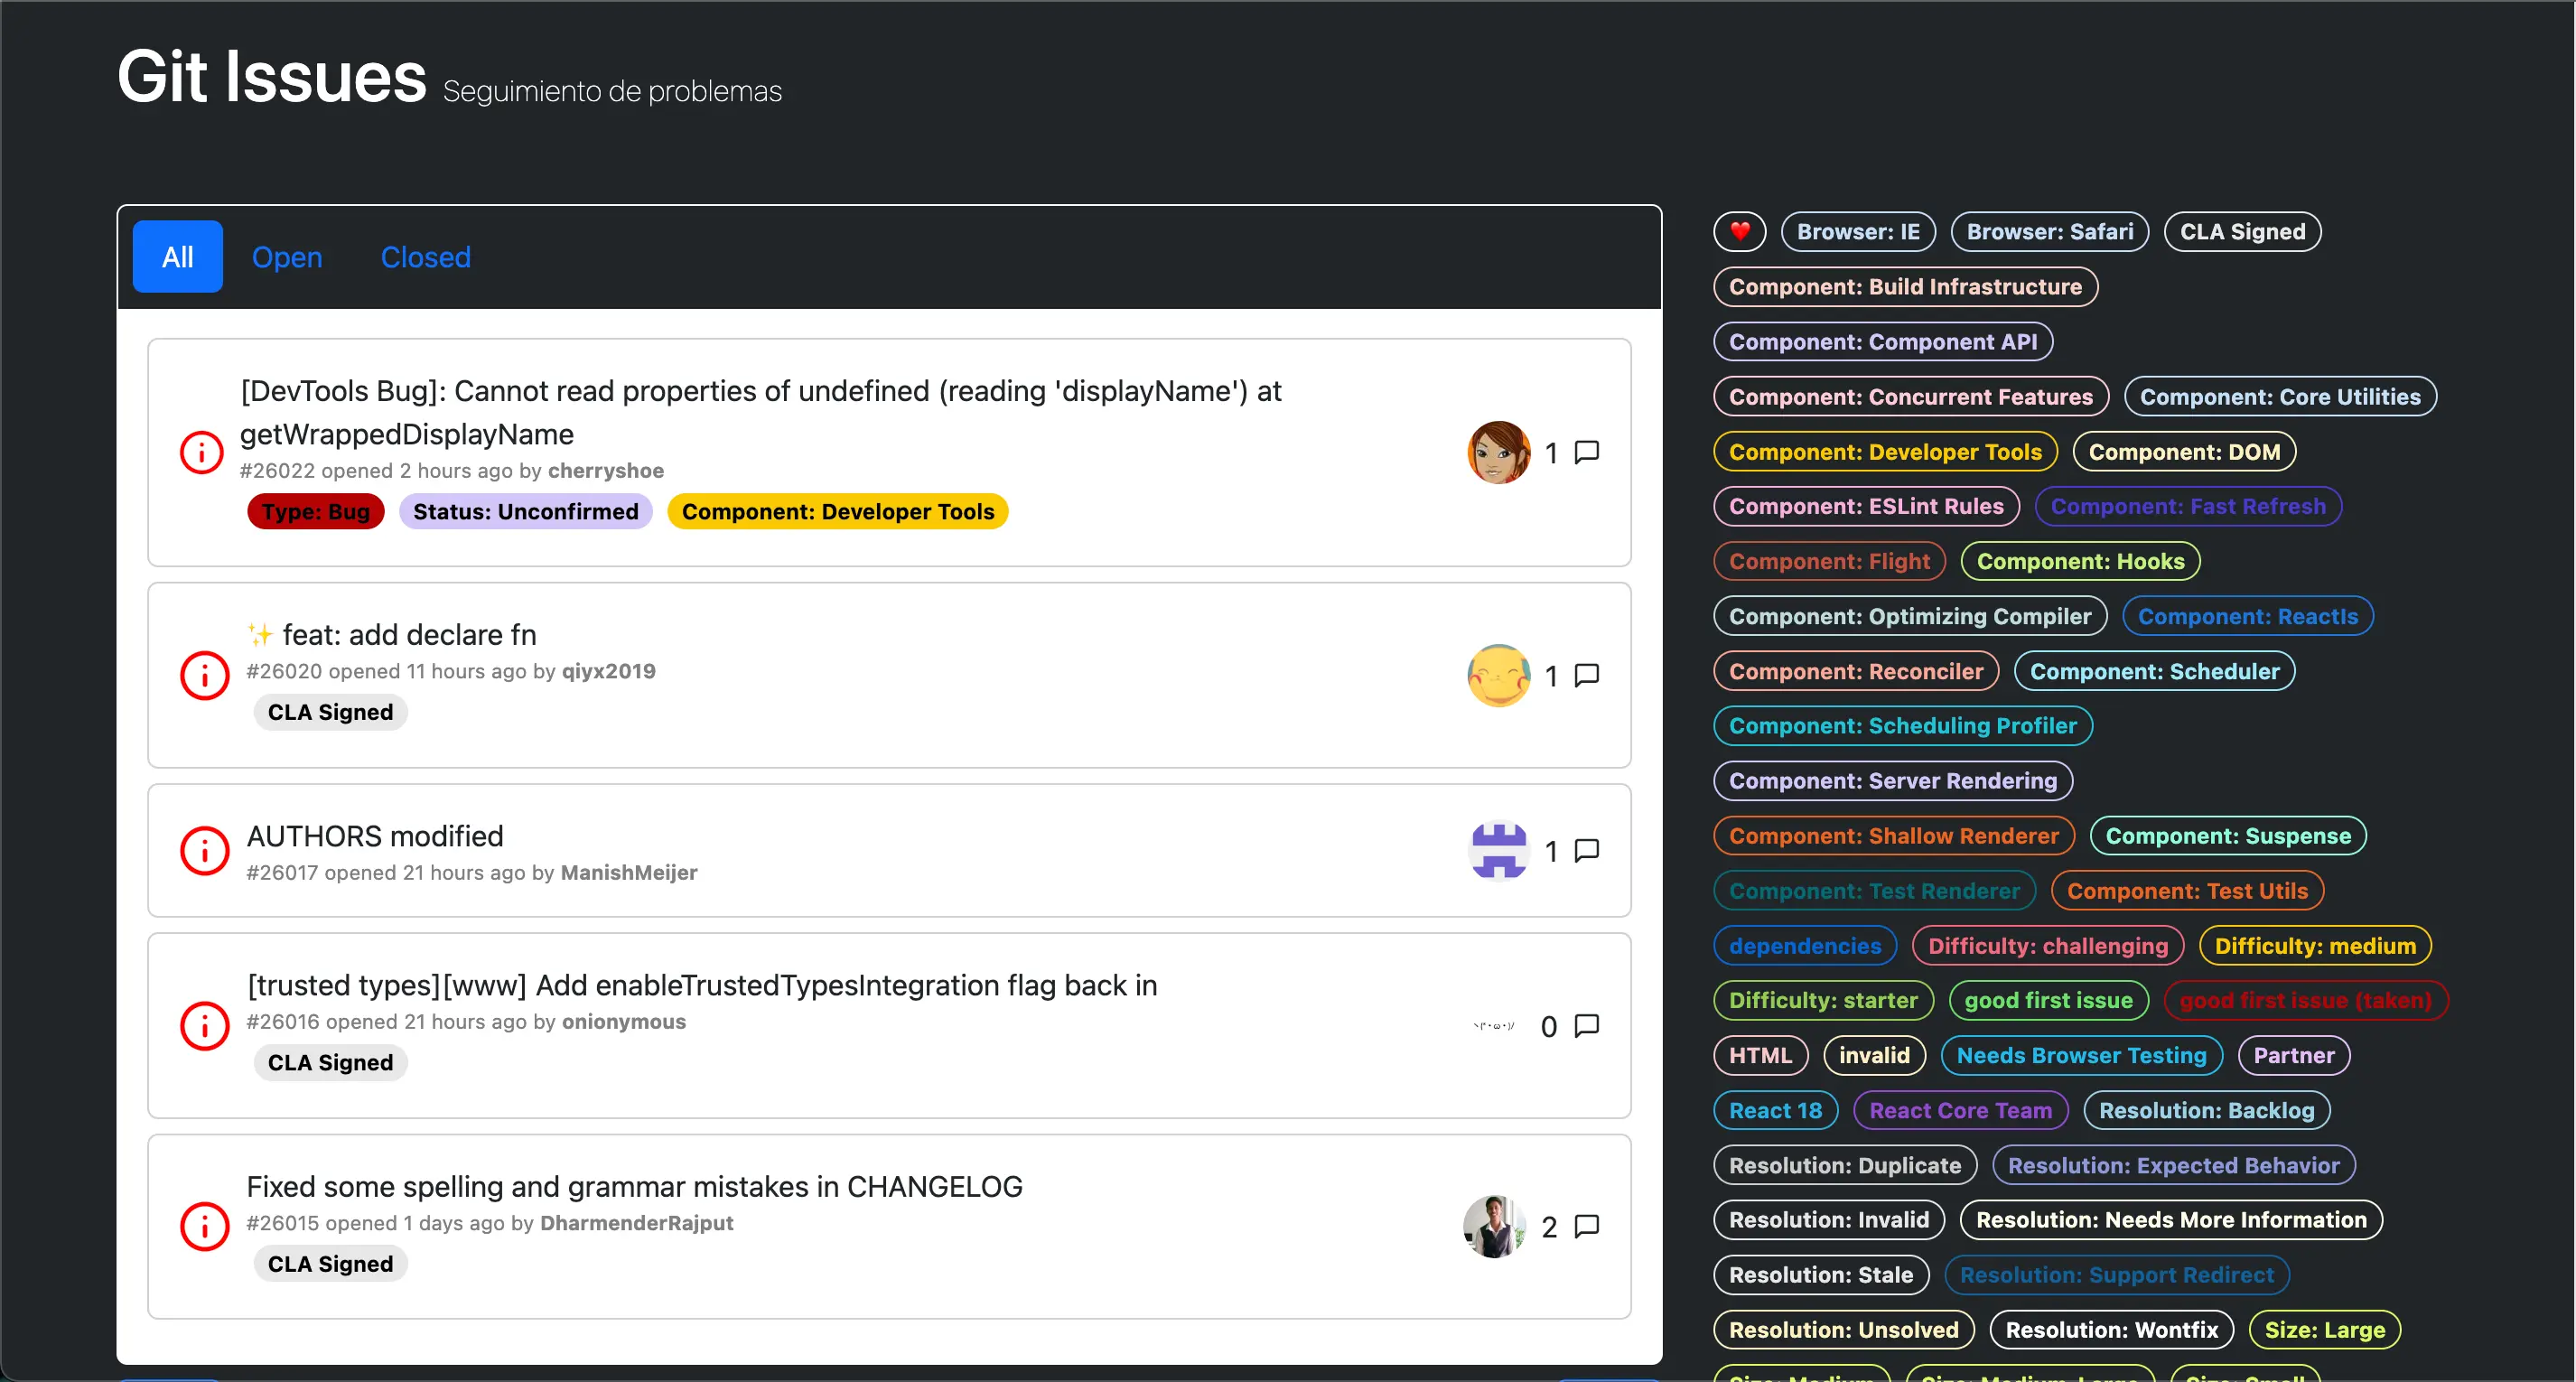 Git Issues Seguimiento de problemas
All Open Closed
[DevTools Bug]: Cannot read properties of undefined (reading 'displayName') at
getWrappedDisplayName
#26022 opened 2 hours ago by cherryshoe
Type: Bug Status: Unconfirmed Component: Developer Tools
1
✨ feat: add declare fn
#26020 opened 11 hours ago by qiyx2019
CLA Signed
1
AUTHORS modified
#26017 opened 21 hours ago by ManishMeijer
1
[trusted types][www] Add enableTrustedTypesIntegration flag back in
#26016 opened 21 hours ago by onionymous
CLA Signed
0
Fixed some spelling and grammar mistakes in CHANGELOG
#26015 opened 1 days ago by DharmenderRajput
CLA Signed
2
❤️ Browser: IE Browser: Safari CLA Signed
Component: Build Infrastructure
Component: Component API
Component: Concurrent Features Component: Core Utilities
Component: Developer Tools Component: DOM
Component: ESLint Rules Component: Fast Refresh
Component: Flight Component: Hooks
Component: Optimizing Compiler Component: ReactIs
Component: Reconciler Component: Scheduler
Component: Scheduling Profiler
Component: Server Rendering
Component: Shallow Renderer Component: Suspense
Component: Test Renderer Component: Test Utils
dependencies Difficulty: challenging Difficulty: medium
Difficulty: starter good first issue good first issue (taken)
HTML invalid Needs Browser Testing Partner
React 18 React Core Team Resolution: Backlog
Resolution: Duplicate Resolution: Expected Behavior
Resolution: Invalid Resolution: Needs More Information
Resolution: Stale Resolution: Support Redirect
Resolution: Unsolved Resolution: Wontfix Size: Large
Size: Medium Size: Medium-Large Size: Small